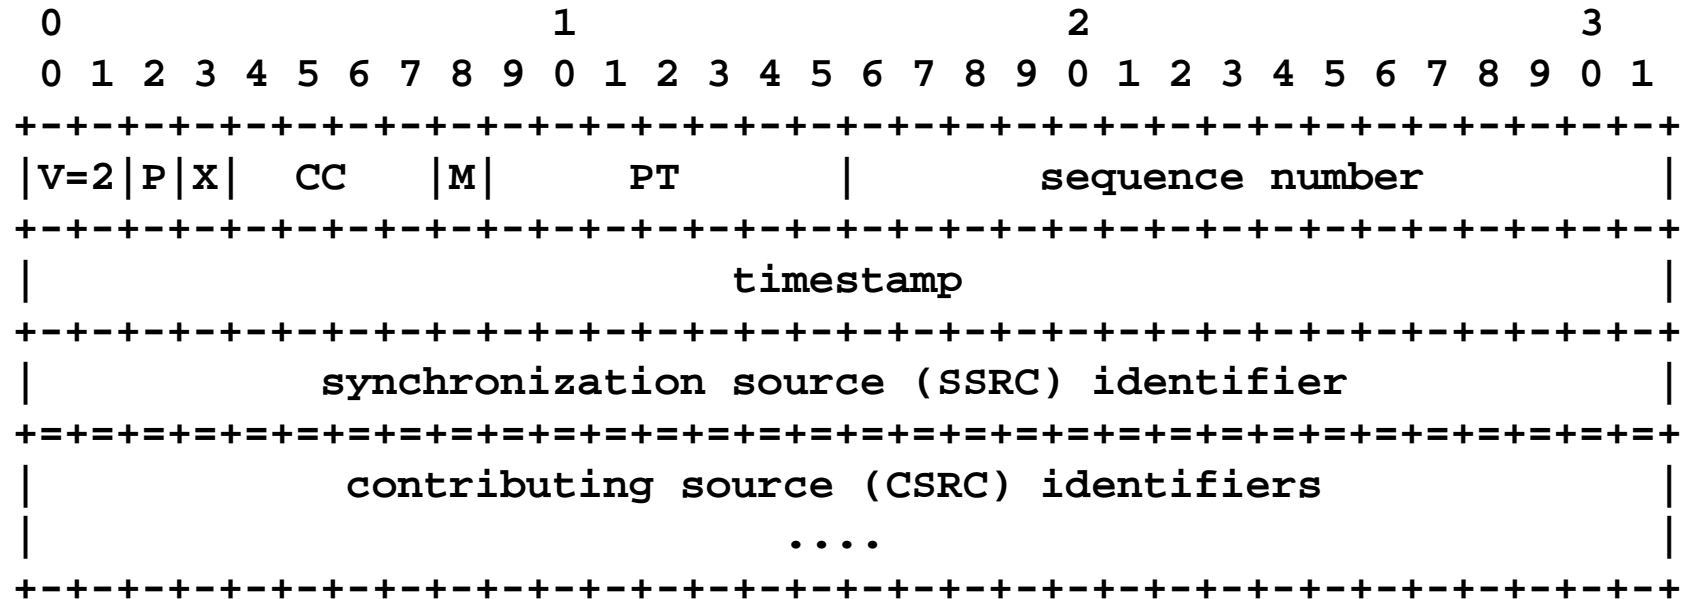 0                   1                   2                   3
 0 1 2 3 4 5 6 7 8 9 0 1 2 3 4 5 6 7 8 9 0 1 2 3 4 5 6 7 8 9 0 1
+-+-+-+-+-+-+-+-+-+-+-+-+-+-+-+-+-+-+-+-+-+-+-+-+-+-+-+-+-+-+-+-+
|V=2|P|X|  CC   |M|     PT      |       sequence number         |
+-+-+-+-+-+-+-+-+-+-+-+-+-+-+-+-+-+-+-+-+-+-+-+-+-+-+-+-+-+-+-+-+
|                           timestamp                           |
+-+-+-+-+-+-+-+-+-+-+-+-+-+-+-+-+-+-+-+-+-+-+-+-+-+-+-+-+-+-+-+-+
|           synchronization source (SSRC) identifier            |
+=+=+=+=+=+=+=+=+=+=+=+=+=+=+=+=+=+=+=+=+=+=+=+=+=+=+=+=+=+=+=+=+
|            contributing source (CSRC) identifiers             |
|                             ....                              |
+-+-+-+-+-+-+-+-+-+-+-+-+-+-+-+-+-+-+-+-+-+-+-+-+-+-+-+-+-+-+-+-+